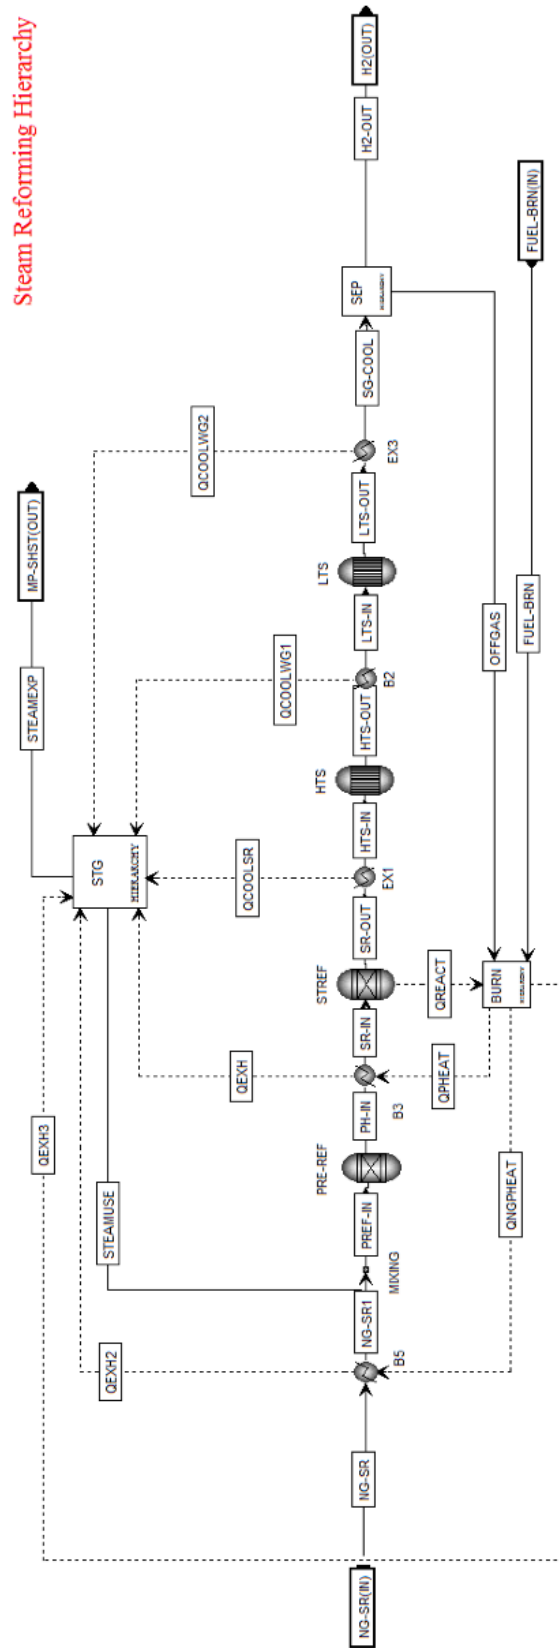 Steam Reforming Hierarchy
NG-SR(IN)
NG-SR
B5
NG-SR1
MIXING
PREF-IN
PRE-REF
PH-IN
B3
SR-IN
STREF
SR-OUT
EX1
HTS-IN
HTS
HTS-OUT
B2
LTS-IN
LTS
LTS-OUT
EX3
SG-COOL
SEP
HIERARCHY
H2-OUT
H2(OUT)
QEXH3
QEXH2
STEAMUSE
QEXH
QCOOLSR
QCOOLWG1
QCOOLWG2
STG
HIERARCHY
STEAMEXP
MP-SHST(OUT)
QNGPHEAT
QPHEAT
QREACT
BURN
HIERARCHY
OFFGAS
FUEL-BRN
FUEL-BRN(IN)